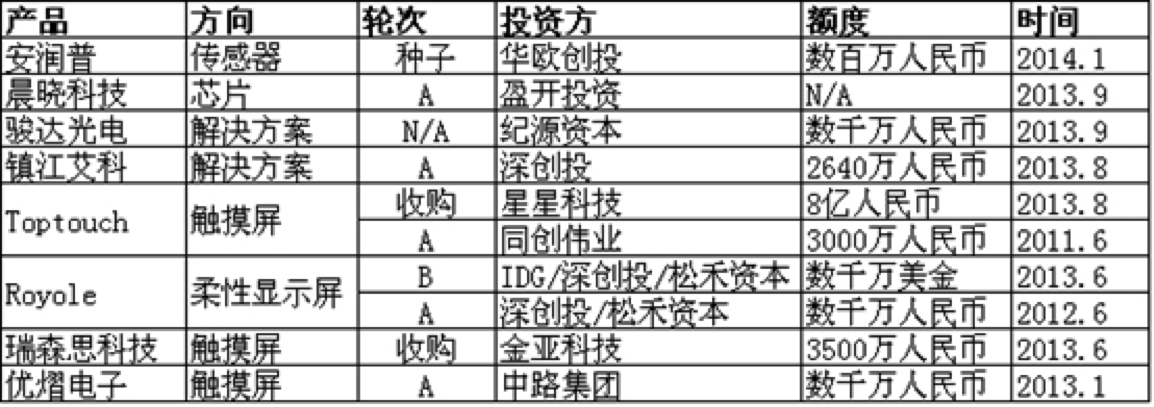 产品 方向 轮次 投资方 额度 时间
安润普 传感器 种子 华欧创投 数百万人民币 2014.1
晨晓科技 芯片 A 盈开投资 N/A 2013.9
骏达光电 解决方案 N/A 纪源资本 数千万人民币 2013.9
镇江艾科 解决方案 A 深创投 2640万人民币 2013.8
Toptouch 触摸屏 收购 星星科技 8亿人民币 2013.8
A 同创伟业 3000万人民币 2011.6
Royole 柔性显示屏 B IDG/深创投/松禾资本 数千万美金 2013.6
A 深创投/松禾资本 数千万人民币 2012.6
瑞森思科技 触摸屏 收购 金亚科技 3500万人民币 2013.6
优熠电子 触摸屏 A 中路集团 数千万人民币 2013.1